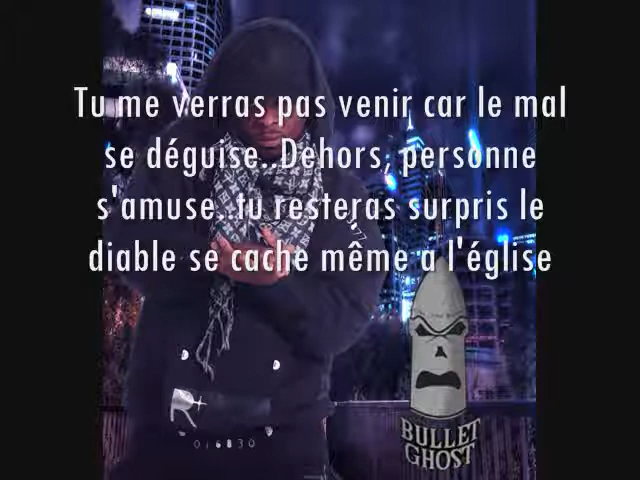 Tu me verras pas venir car le mal
se déguise..Dehors, personne
s'amuse..tu resteras surpris le
diable se cache même a l'église
R+
016830
BULLET
GHOST